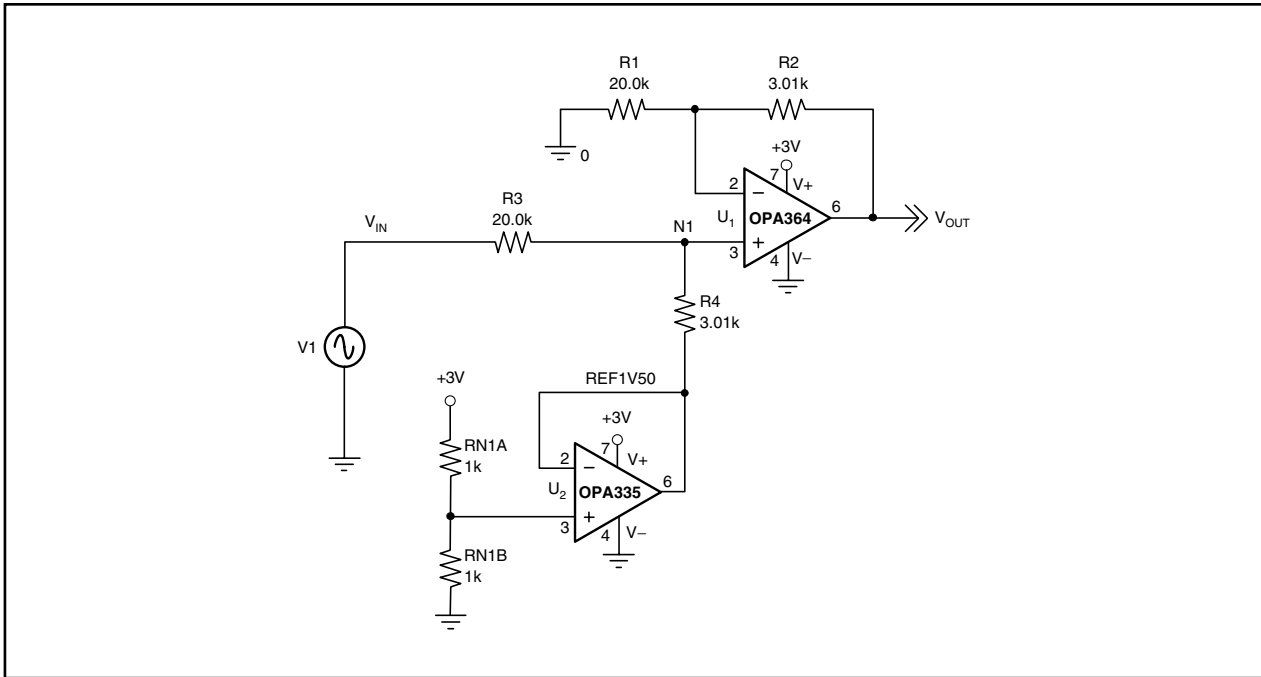 R1
20.0k
R2
3.01k
0
+3V
7
V+
2
−
U1
OPA364
6
VOUT
+
3
4
V−
VIN
R3
20.0k
N1
R4
3.01k
V1
REF1V50
+3V
RN1A
1k
+3V
7
V+
2
−
U2
OPA335
6
+
3
4
V−
RN1B
1k